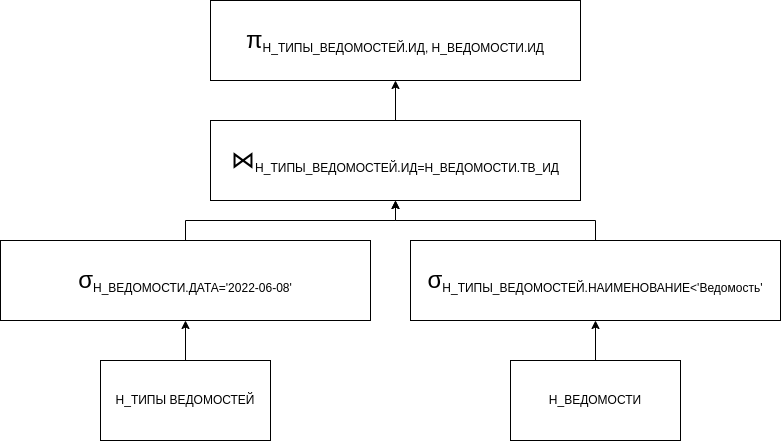 πН_ТИПЫ_ВЕДОМОСТЕЙ.ИД, Н_ВЕДОМОСТИ.ИД
⋈Н_ТИПЫ_ВЕДОМОСТЕЙ.ИД=Н_ВЕДОМОСТИ.ТВ_ИД
σН_ВЕДОМОСТИ.ДАТА='2022-06-08'
σН_ТИПЫ_ВЕДОМОСТЕЙ.НАИМЕНОВАНИЕ<'Ведомость'
Н_ТИПЫ ВЕДОМОСТЕЙ
Н_ВЕДОМОСТИ